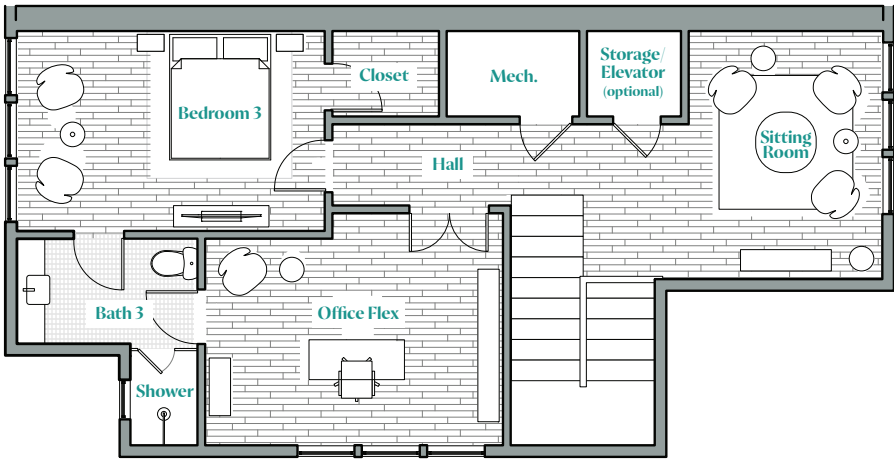 Closet
Mech.
Storage/
Elevator
(optional)
Bedroom 3
Sitting
Room
Hall
Bath 3
Office Flex
Shower